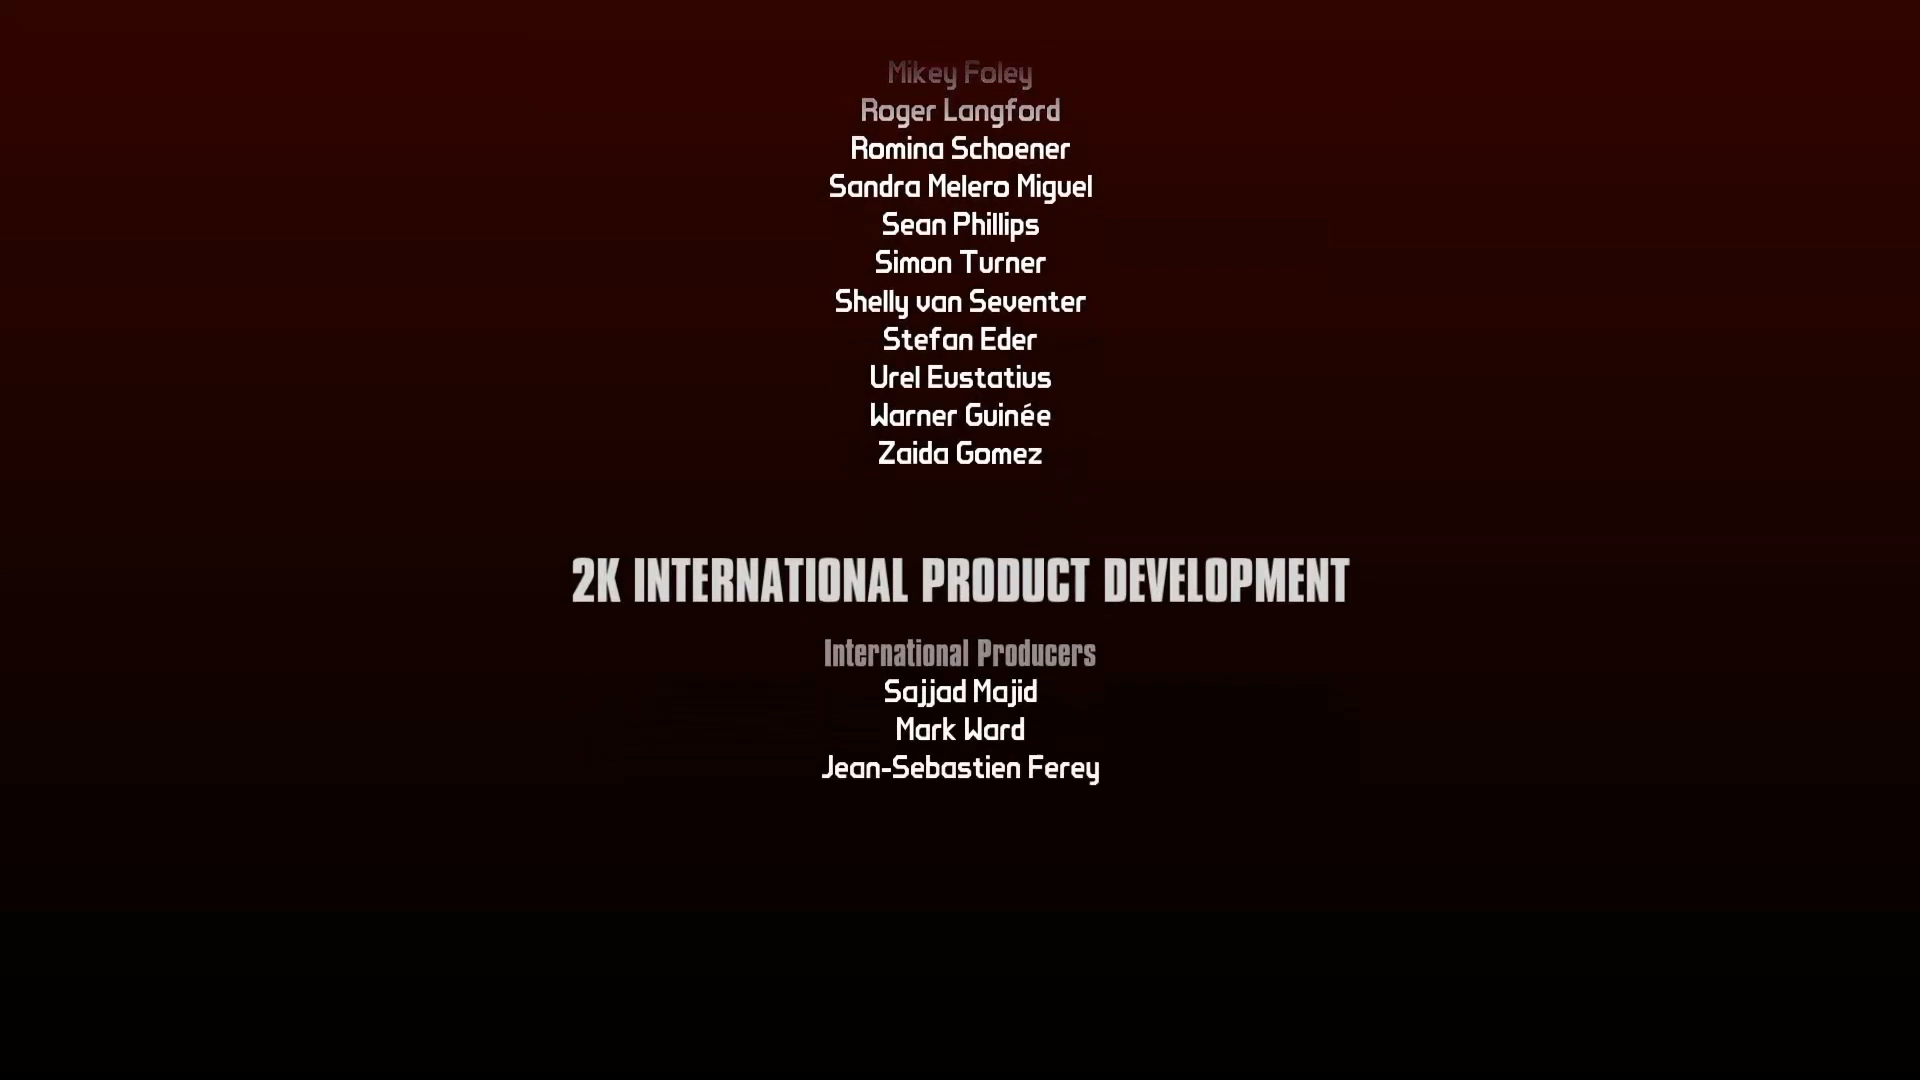 Mikey Foley
Roger Langford
Romina Schoener
Sandra Melero Miguel
Sean Phillips
Simon Turner
Shelly van Seventer
Stefan Eder
Urel Eustatius
Warner Guinée
Zaida Gomez
2K INTERNATIONAL PRODUCT DEVELOPMENT
International Producers
Sajjad Majid
Mark Ward
Jean-Sebastien Ferey